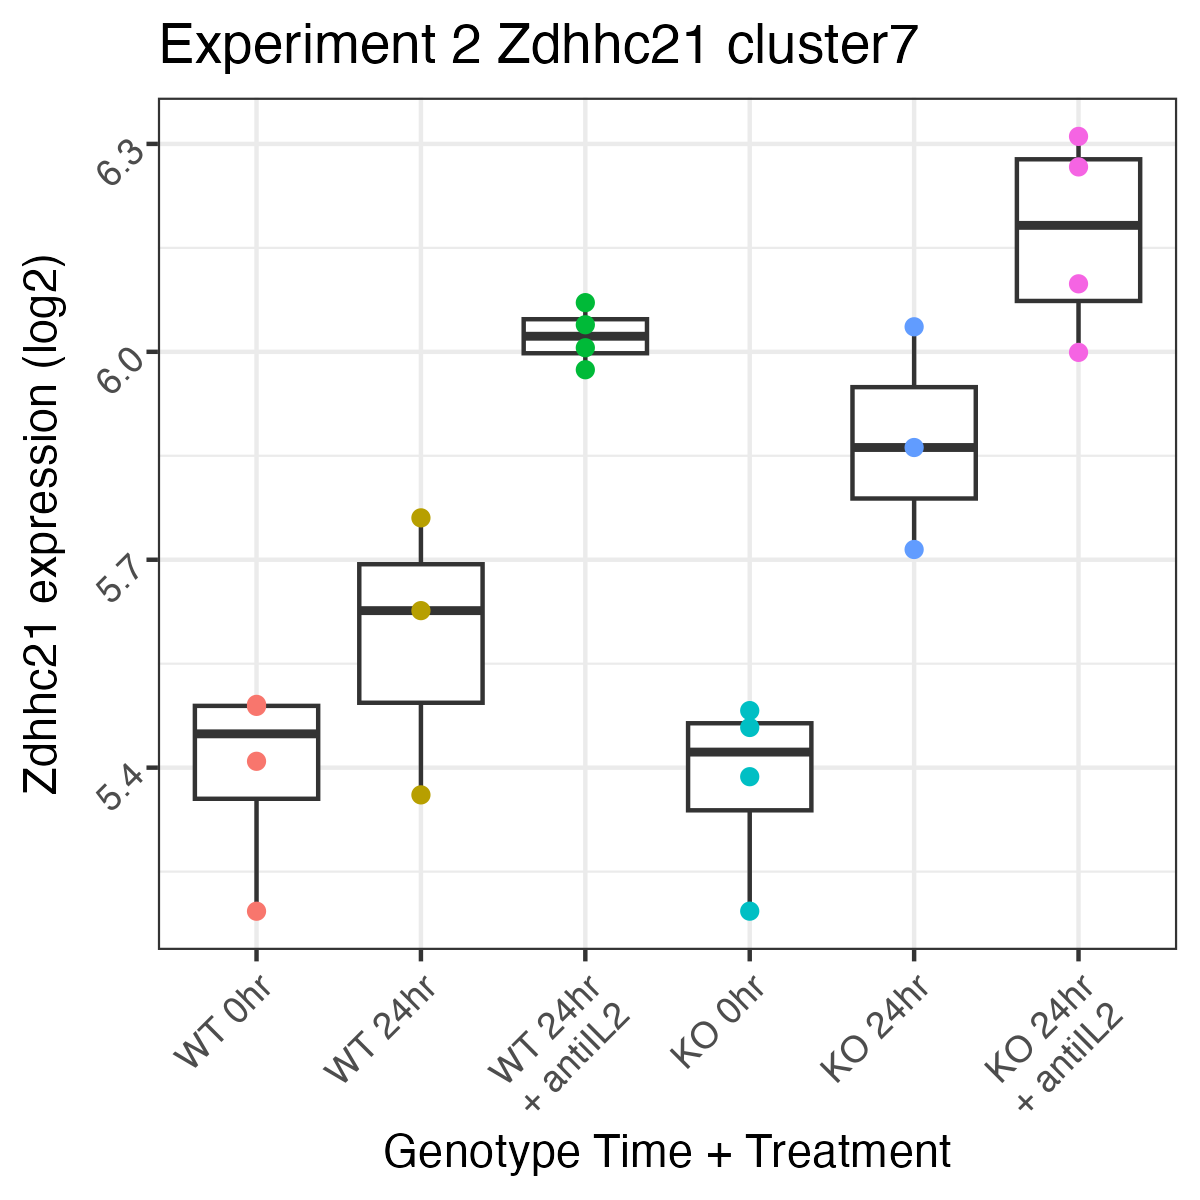 Experiment 2 Zdhhc21 cluster7
Zdhhc21 expression (log2)
6.3
6.0
5.7
5.4
WT 0hr
WT 24hr
WT 24hr
+ antiIL2
KO 0hr
KO 24hr
KO 24hr
+ antiIL2
Genotype Time + Treatment